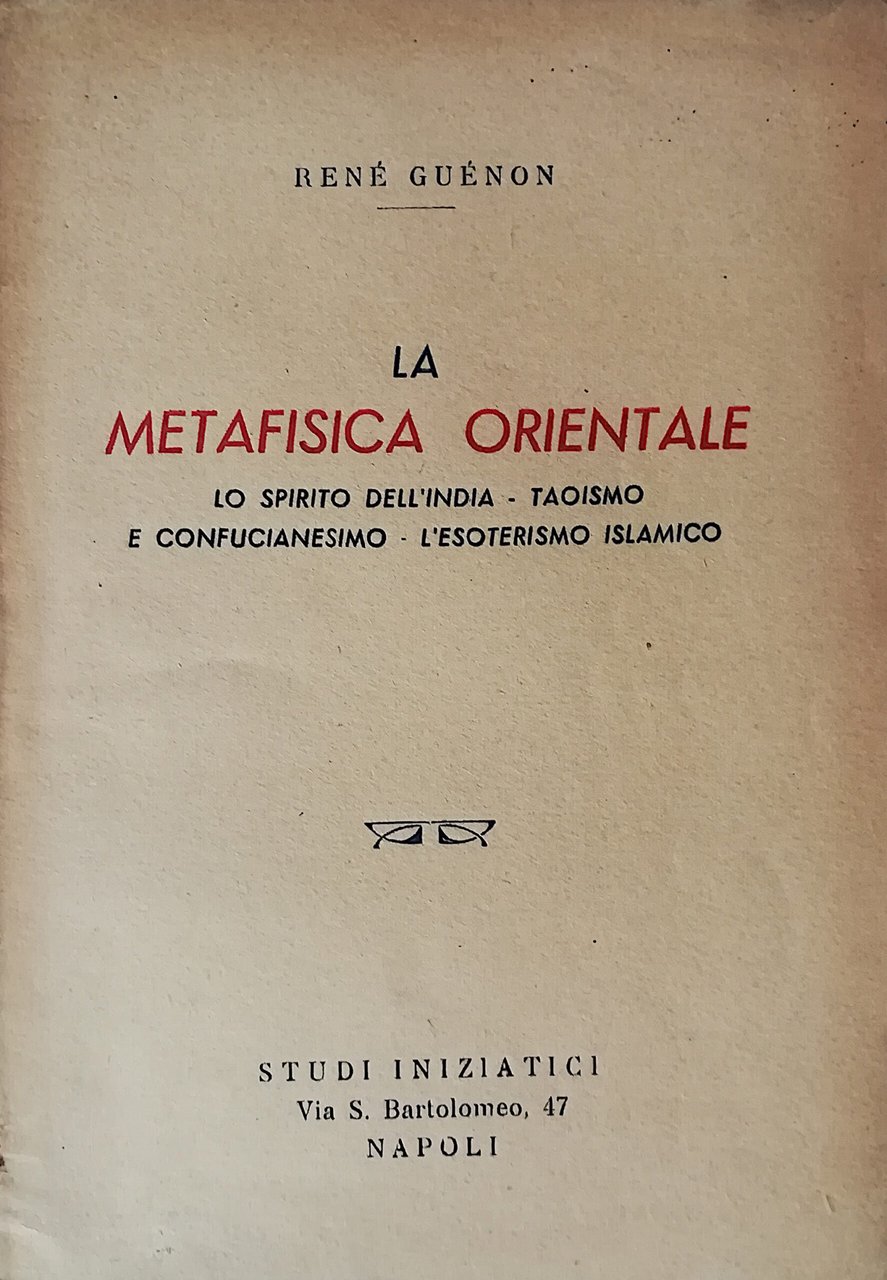 RENÉ GUÉNON
LA
METAFISICA ORIENTALE
LO SPIRITO DELL'INDIA - TAOISMO
E CONFUCIANESIMO - L'ESOTERISMO ISLAMICO
STUDI INIZIATICI
Via S. Bartolomeo, 47
NAPOLI